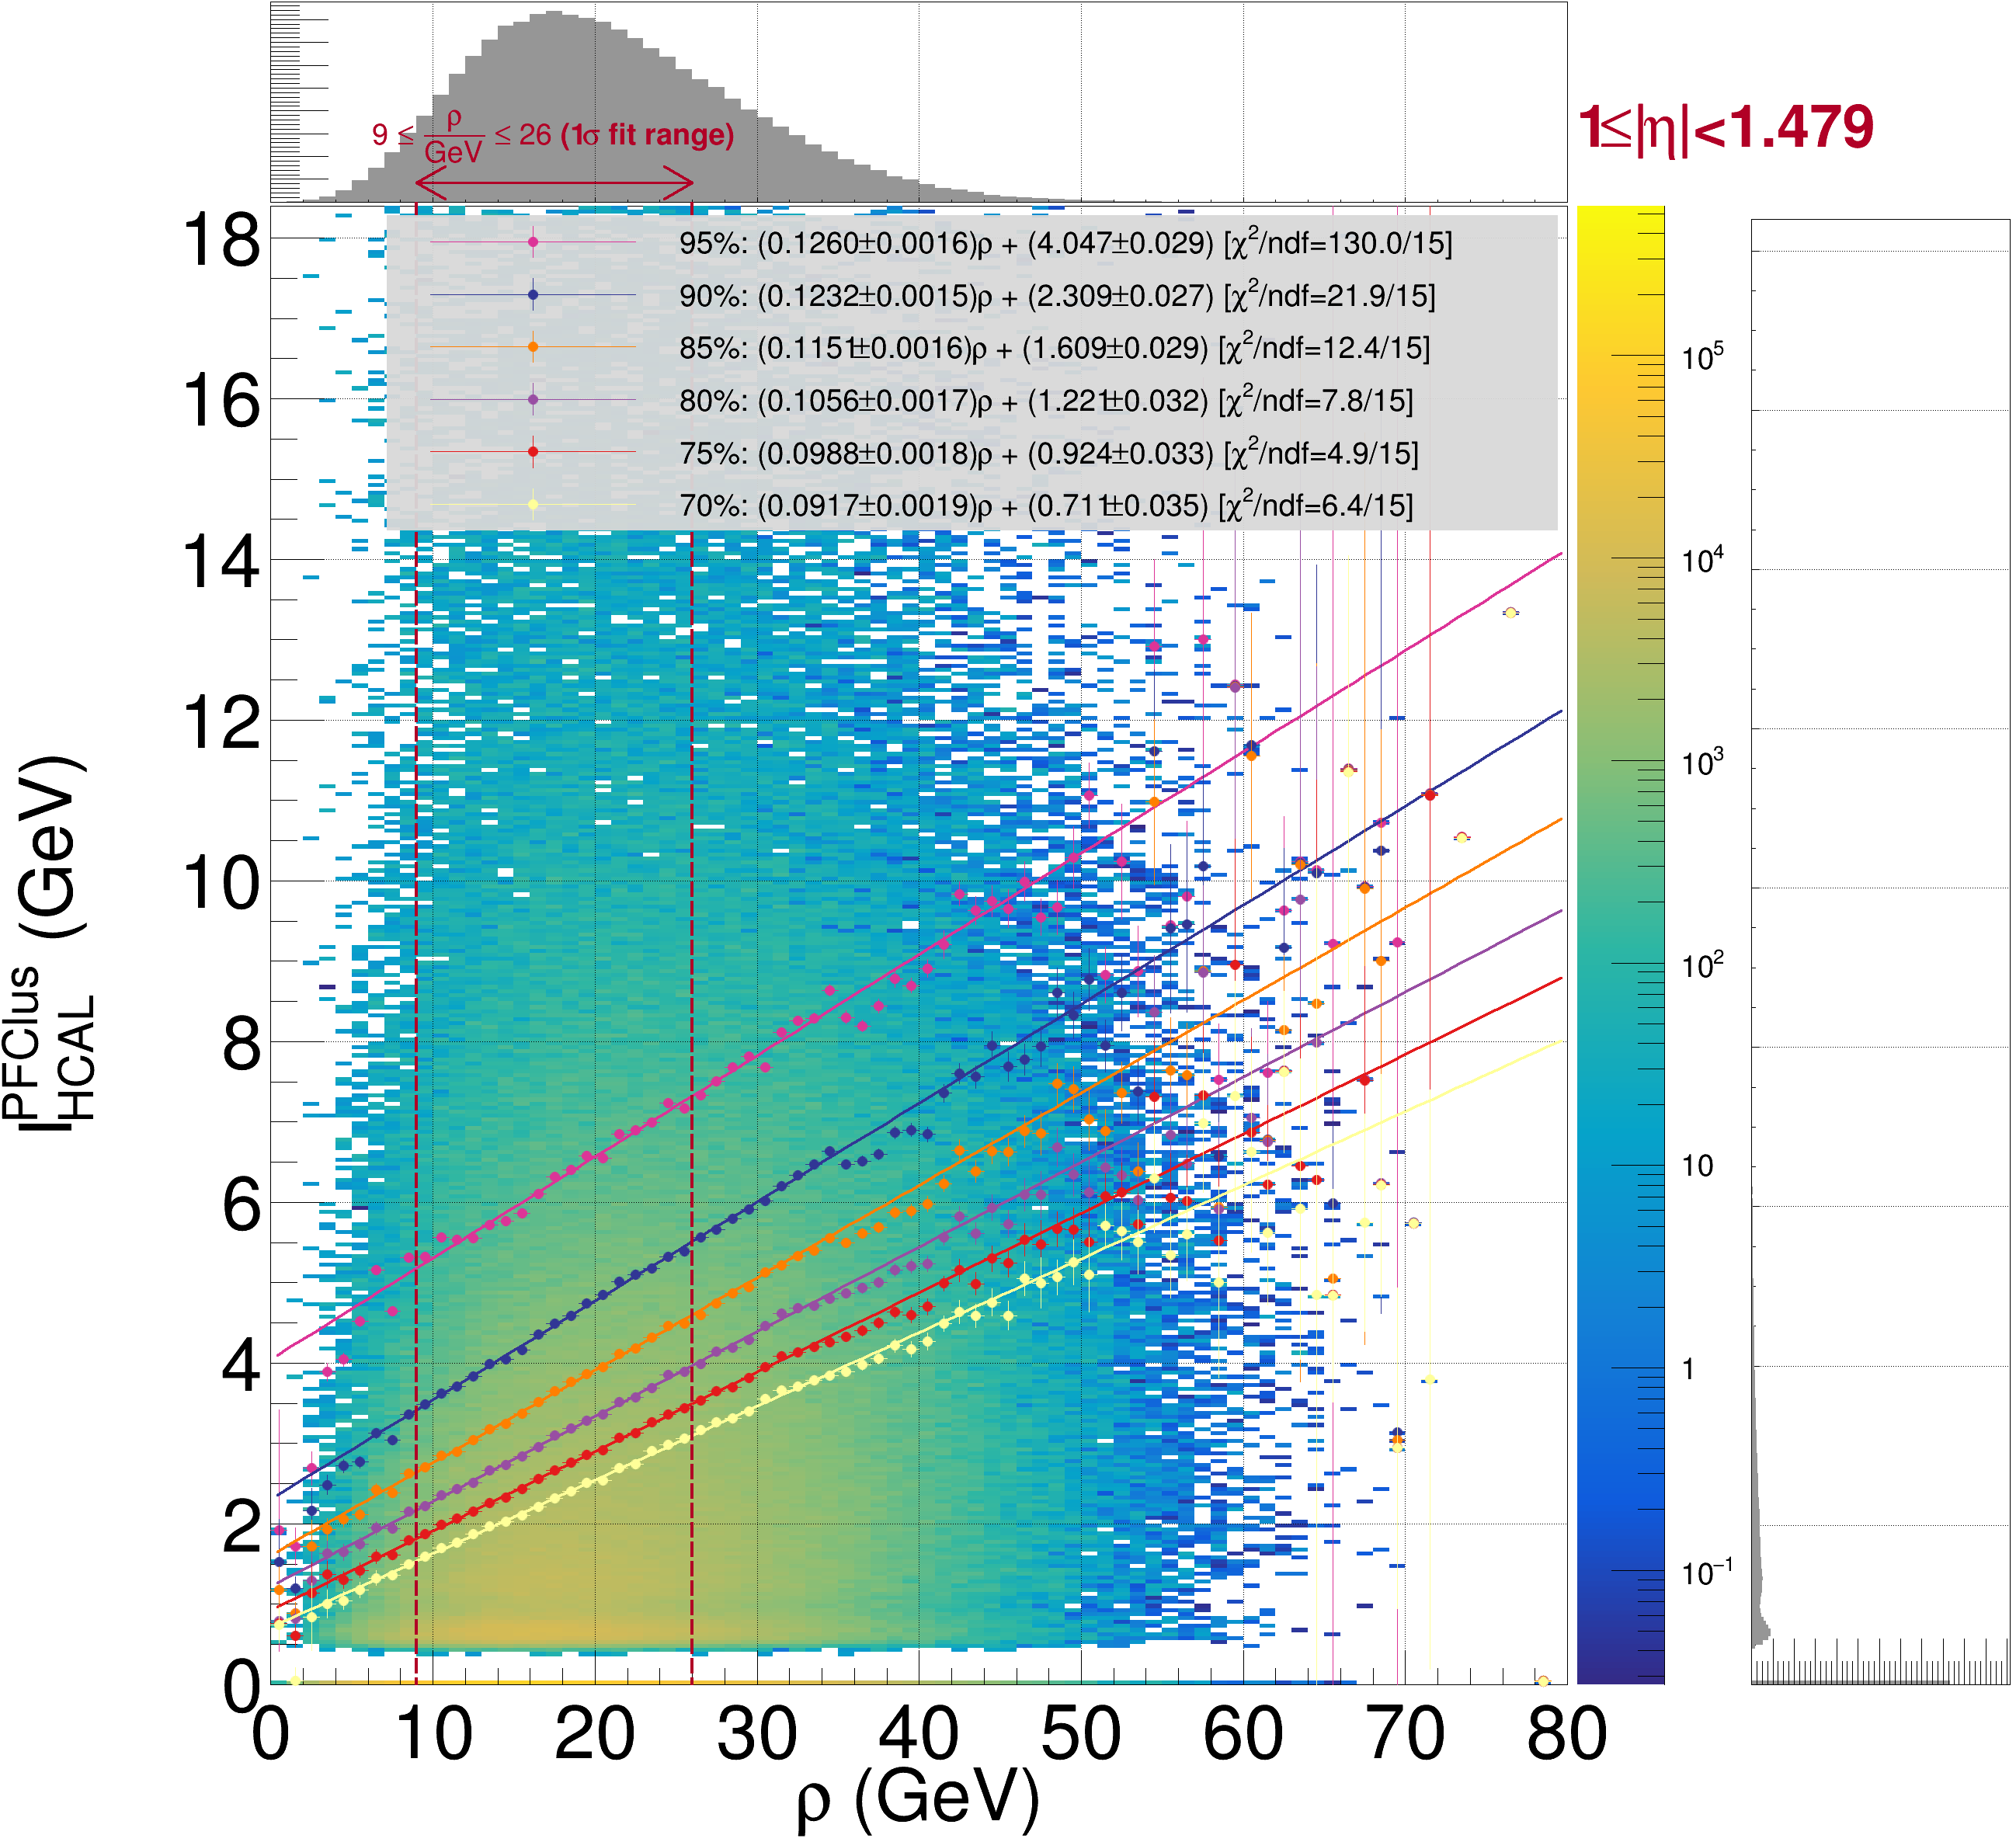 9 ≤ ρ/GeV ≤ 26 (1σ fit range)
1≤|η|<1.479
95%: (0.1260±0.0016)ρ + (4.047±0.029) [χ²/ndf=130.0/15]
90%: (0.1232±0.0015)ρ + (2.309±0.027) [χ²/ndf=21.9/15]
85%: (0.1151±0.0016)ρ + (1.609±0.029) [χ²/ndf=12.4/15]
80%: (0.1056±0.0017)ρ + (1.221±0.032) [χ²/ndf=7.8/15]
75%: (0.0988±0.0018)ρ + (0.924±0.033) [χ²/ndf=4.9/15]
70%: (0.0917±0.0019)ρ + (0.711±0.035) [χ²/ndf=6.4/15]
18
16
14
12
10
8
6
4
2
0
I_HCAL^PFClus (GeV)
0 10 20 30 40 50 60 70 80
ρ (GeV)
10⁵
10⁴
10³
10²
10
1
10⁻¹